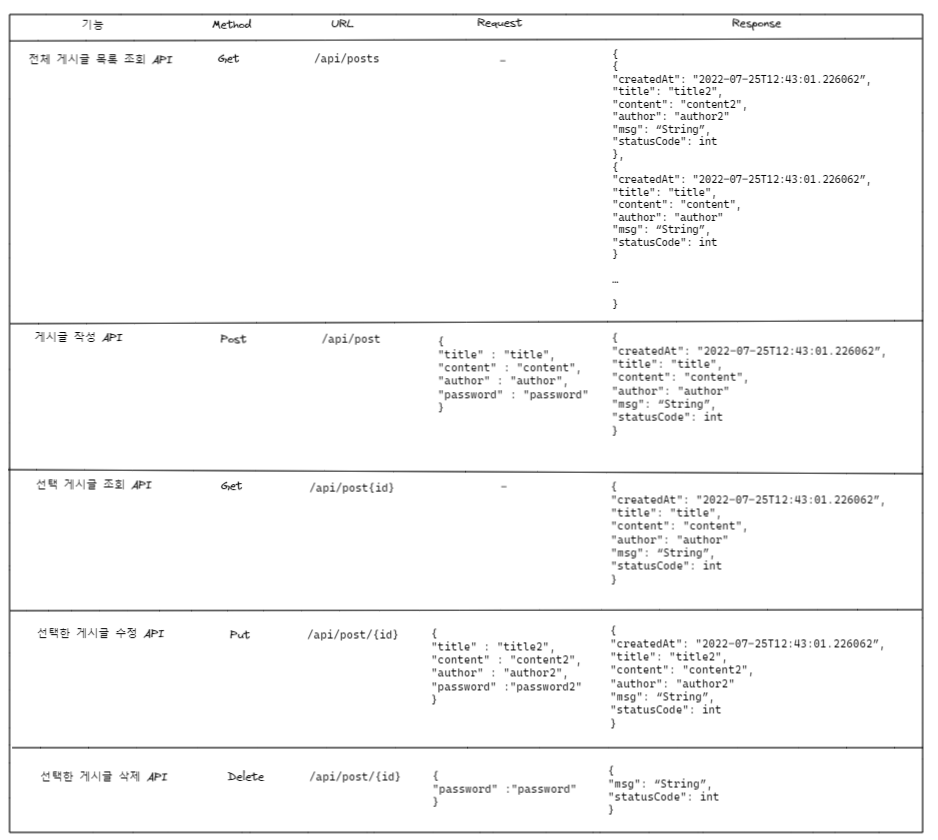 기능 Method URL Request Response
전체 게시글 목록 조회 API Get /api/posts –
{
{
"createdAt": "2022-07-25T12:43:01.226062”,
"title": "title2",
"content": "content2",
"author": "author2"
"msg": “String”,
"statusCode": int
},
{
"createdAt": "2022-07-25T12:43:01.226062”,
"title": "title",
"content": "content",
"author": "author"
"msg": “String”,
"statusCode": int
}
…
}
게시글 작성 API Post /api/post
{
"title" : "title",
"content" : "content",
"author" : "author",
"password" : "password"
}
{
"createdAt": "2022-07-25T12:43:01.226062”,
"title": "title",
"content": "content",
"author": "author"
"msg": “String”,
"statusCode": int
}
선택 게시글 조회 API Get /api/post{id} –
{
"createdAt": "2022-07-25T12:43:01.226062”,
"title": "title",
"content": "content",
"author": "author"
"msg": “String”,
"statusCode": int
}
선택한 게시글 수정 API Put /api/post/{id}
{
"title" : "title2",
"content" : "content2",
"author" : "author2",
"password" :"password2"
}
{
"createdAt": "2022-07-25T12:43:01.226062”,
"title": "title2",
"content": "content2",
"author": "author2"
"msg": “String”,
"statusCode": int
}
선택한 게시글 삭제 API Delete /api/post/{id}
{
"password" :"password"
}
{
"msg": “String”,
"statusCode": int
}